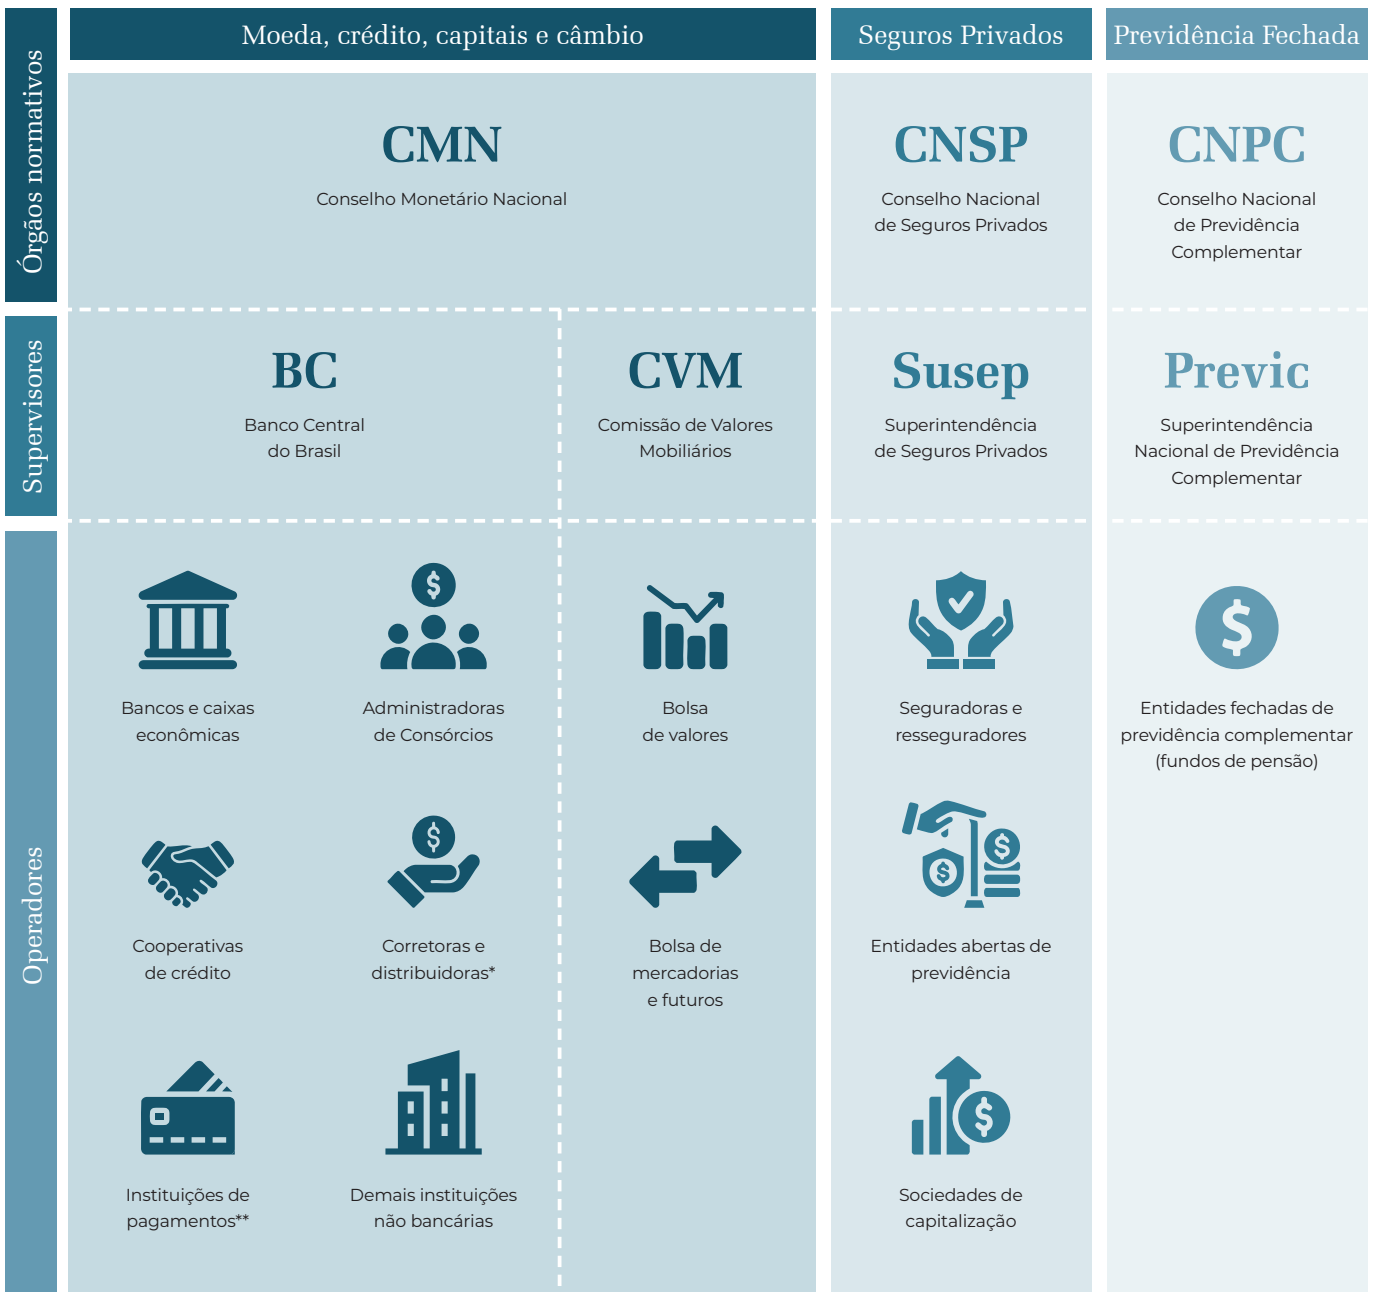 Moeda, crédito, capitais e câmbio
Seguros Privados
Previdência Fechada
Órgãos normativos
CMN
Conselho Monetário Nacional
CNSP
Conselho Nacional
de Seguros Privados
CNPC
Conselho Nacional
de Previdência
Complementar
Supervisores
BC
Banco Central
do Brasil
CVM
Comissão de Valores
Mobiliários
Susep
Superintendência
de Seguros Privados
Previc
Superintendência
Nacional de Previdência
Complementar
Operadores
Bancos e caixas
econômicas
Administradoras
de Consórcios
Bolsa
de valores
Seguradoras e
resseguradores
Entidades fechadas de
previdência complementar
(fundos de pensão)
Cooperativas
de crédito
Corretoras e
distribuidoras*
Bolsa de
mercadorias
e futuros
Entidades abertas de
previdência
Instituições de
pagamentos**
Demais instituições
não bancárias
Sociedades de
capitalização